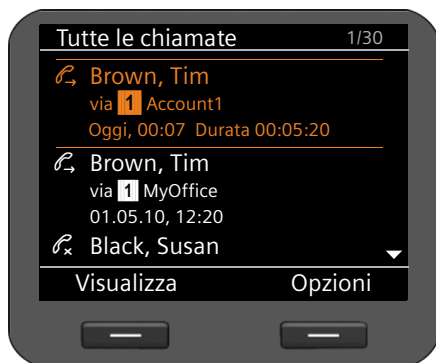 Tutte le chiamate 1/30
Brown, Tim
via 1 Account1
Oggi, 00:07 Durata 00:05:20
Brown, Tim
via 1 MyOffice
01.05.10, 12:20
Black, Susan
Visualizza Opzioni